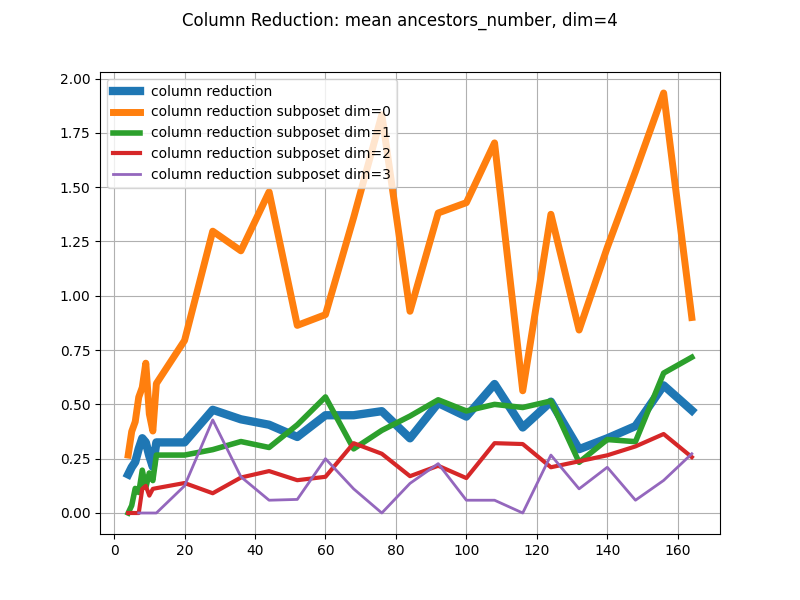 Column Reduction: mean ancestors_number, dim=4
2.00
1.75
1.50
1.25
1.00
0.75
0.50
0.25
0.00
column reduction
column reduction subposet dim=0
column reduction subposet dim=1
column reduction subposet dim=2
column reduction subposet dim=3
0 20 40 60 80 100 120 140 160